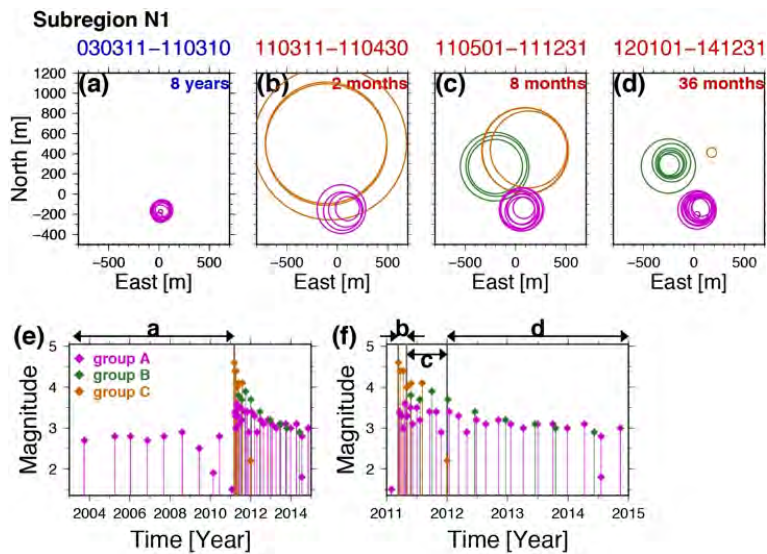 Subregion N1
030311−110310 110311−110430 110501−111231 120101−141231
(a) 8 years (b) 2 months (c) 8 months (d) 36 months
1200
1000
800
600
400
200
0
−200
−400
North [m]
−500 0 500 −500 0 500 −500 0 500 −500 0 500
East [m] East [m] East [m] East [m]
(e) a (f) b c d
group A
group B
group C
5
4
3
2
Magnitude
5
4
3
2
Magnitude
2004 2006 2008 2010 2012 2014 2011 2012 2013 2014 2015
Time [Year] Time [Year]